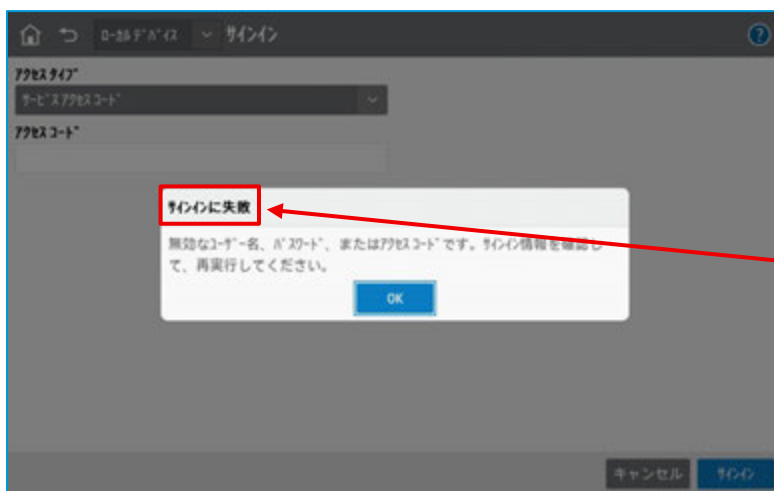 ローカルデバイス サインイン ?
アクセス タイプ
サービス アクセス コード
アクセス コード
サインインに失敗
無効なユーザー名、パスワード、またはアクセス コードです。サインイン情報を確認し
て、再実行してください。
OK
キャンセル サインイン